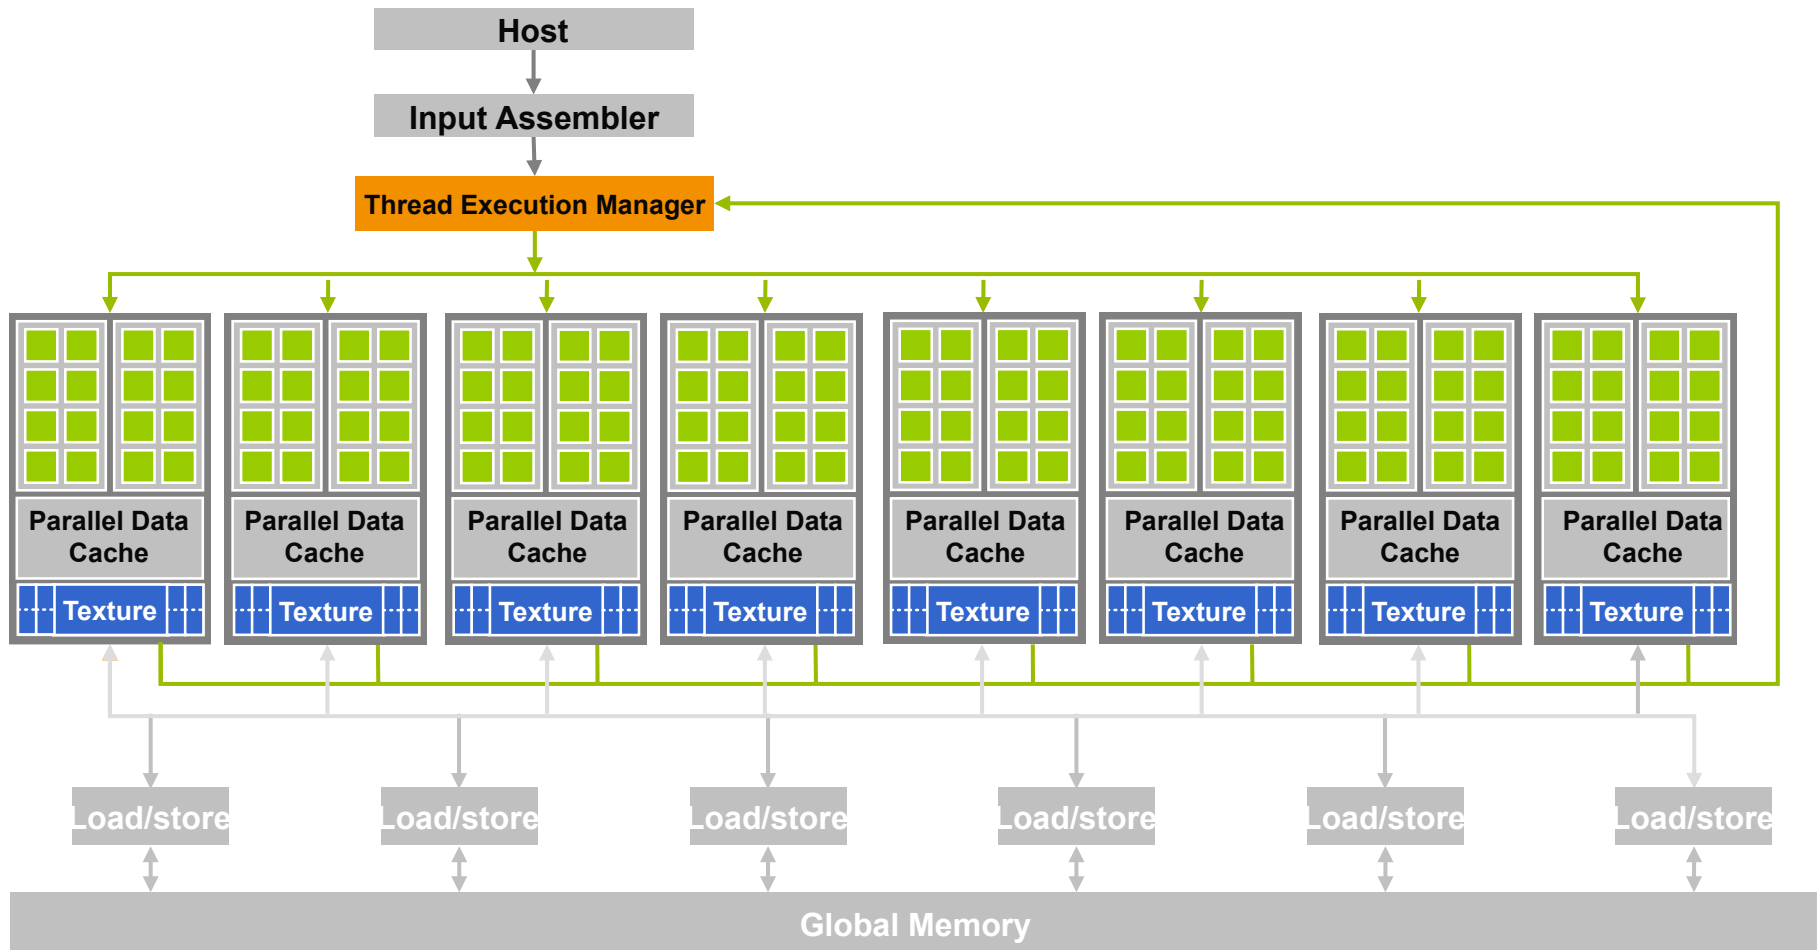 Host
Input Assembler
Thread Execution Manager
Parallel Data
Cache
Texture
Parallel Data
Cache
Texture
Parallel Data
Cache
Texture
Parallel Data
Cache
Texture
Parallel Data
Cache
Texture
Parallel Data
Cache
Texture
Parallel Data
Cache
Texture
Parallel Data
Cache
Texture
Load/store
Load/store
Load/store
Load/store
Load/store
Load/store
Global Memory